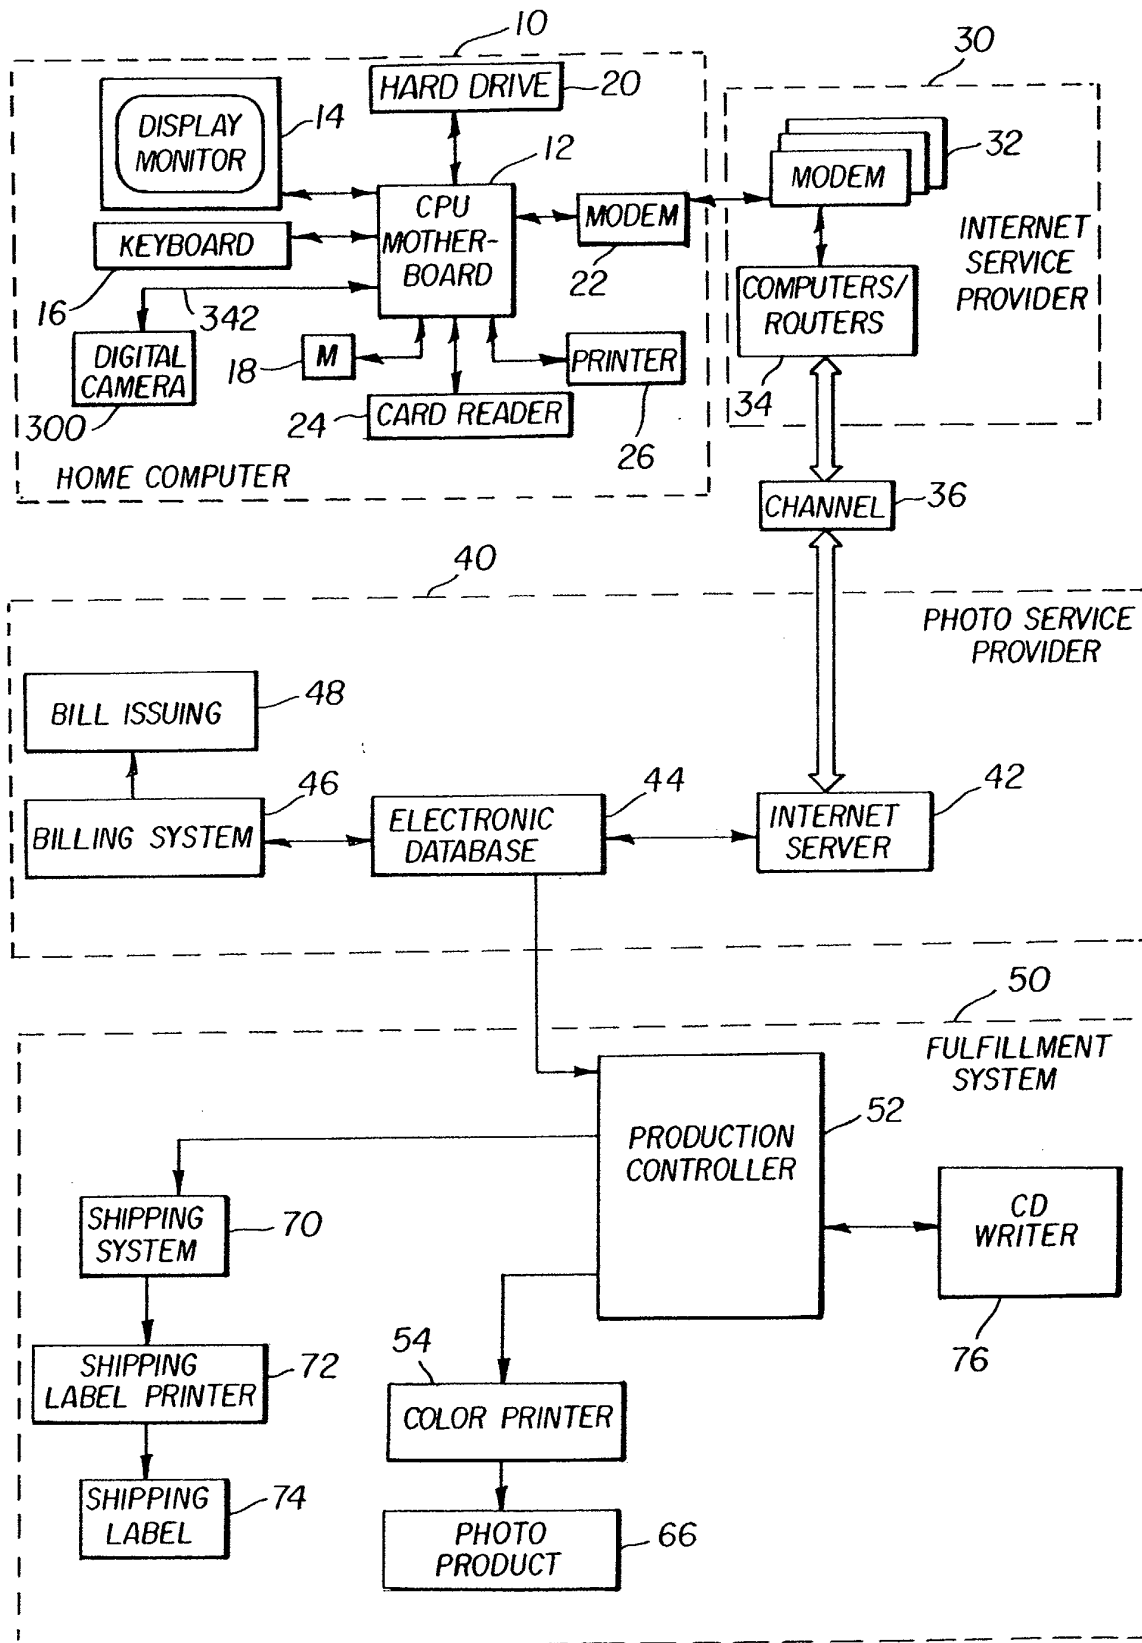 10
HARD DRIVE
20
DISPLAY
MONITOR
14
12
CPU
MOTHER-
BOARD
KEYBOARD
16
342
DIGITAL
CAMERA
300
M
18
CARD READER
24
PRINTER
26
MODEM
22
HOME COMPUTER
30
MODEM
32
INTERNET
SERVICE
PROVIDER
COMPUTERS/
ROUTERS
34
CHANNEL
36
40
PHOTO SERVICE
PROVIDER
BILL ISSUING
48
BILLING SYSTEM
46
ELECTRONIC
DATABASE
44
INTERNET
SERVER
42
50
FULFILLMENT
SYSTEM
PRODUCTION
CONTROLLER
52
CD
WRITER
76
SHIPPING
SYSTEM
70
SHIPPING
LABEL PRINTER
72
SHIPPING
LABEL
74
54
COLOR PRINTER
PHOTO
PRODUCT
66